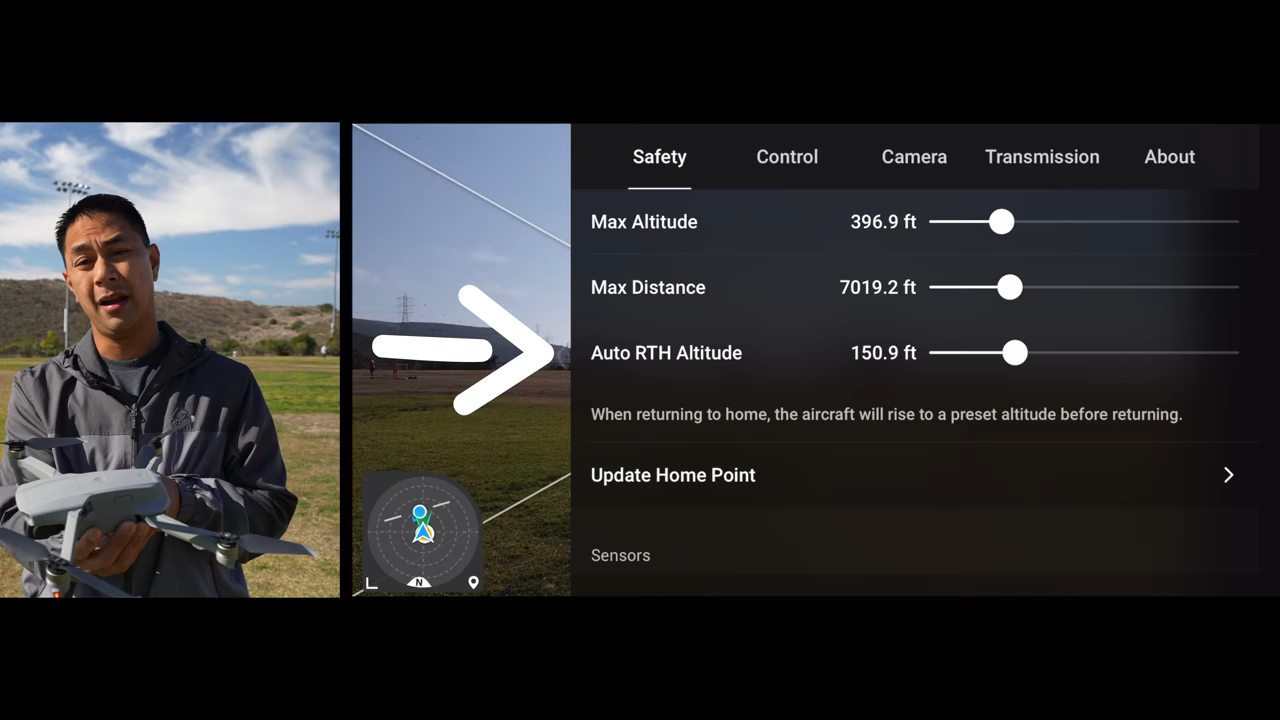 Safety Control Camera Transmission About
Max Altitude 396.9 ft
Max Distance 7019.2 ft
Auto RTH Altitude 150.9 ft
When returning to home, the aircraft will rise to a preset altitude before returning.
Update Home Point
Sensors
N